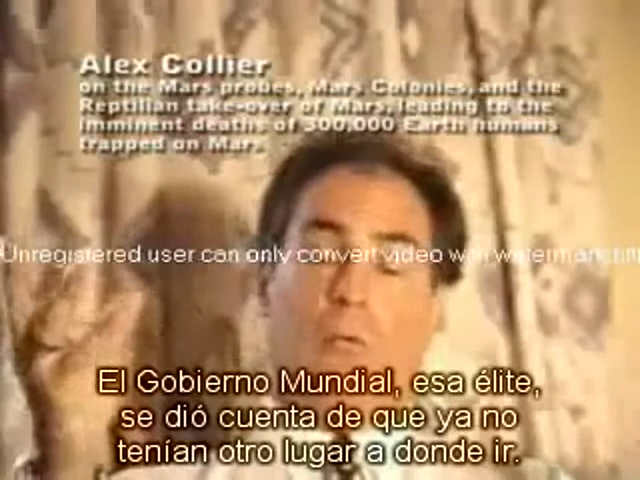 Alex Collier
on the Mars probes, Mars Colonies, and the
Reptilian take-over of Mars, leading to the
imminent deaths of 300,000 Earth humans
trapped on Mars
Unregistered user can only convert video with watermark
El Gobierno Mundial, esa élite,
se dió cuenta de que ya no
tenían otro lugar a donde ir.